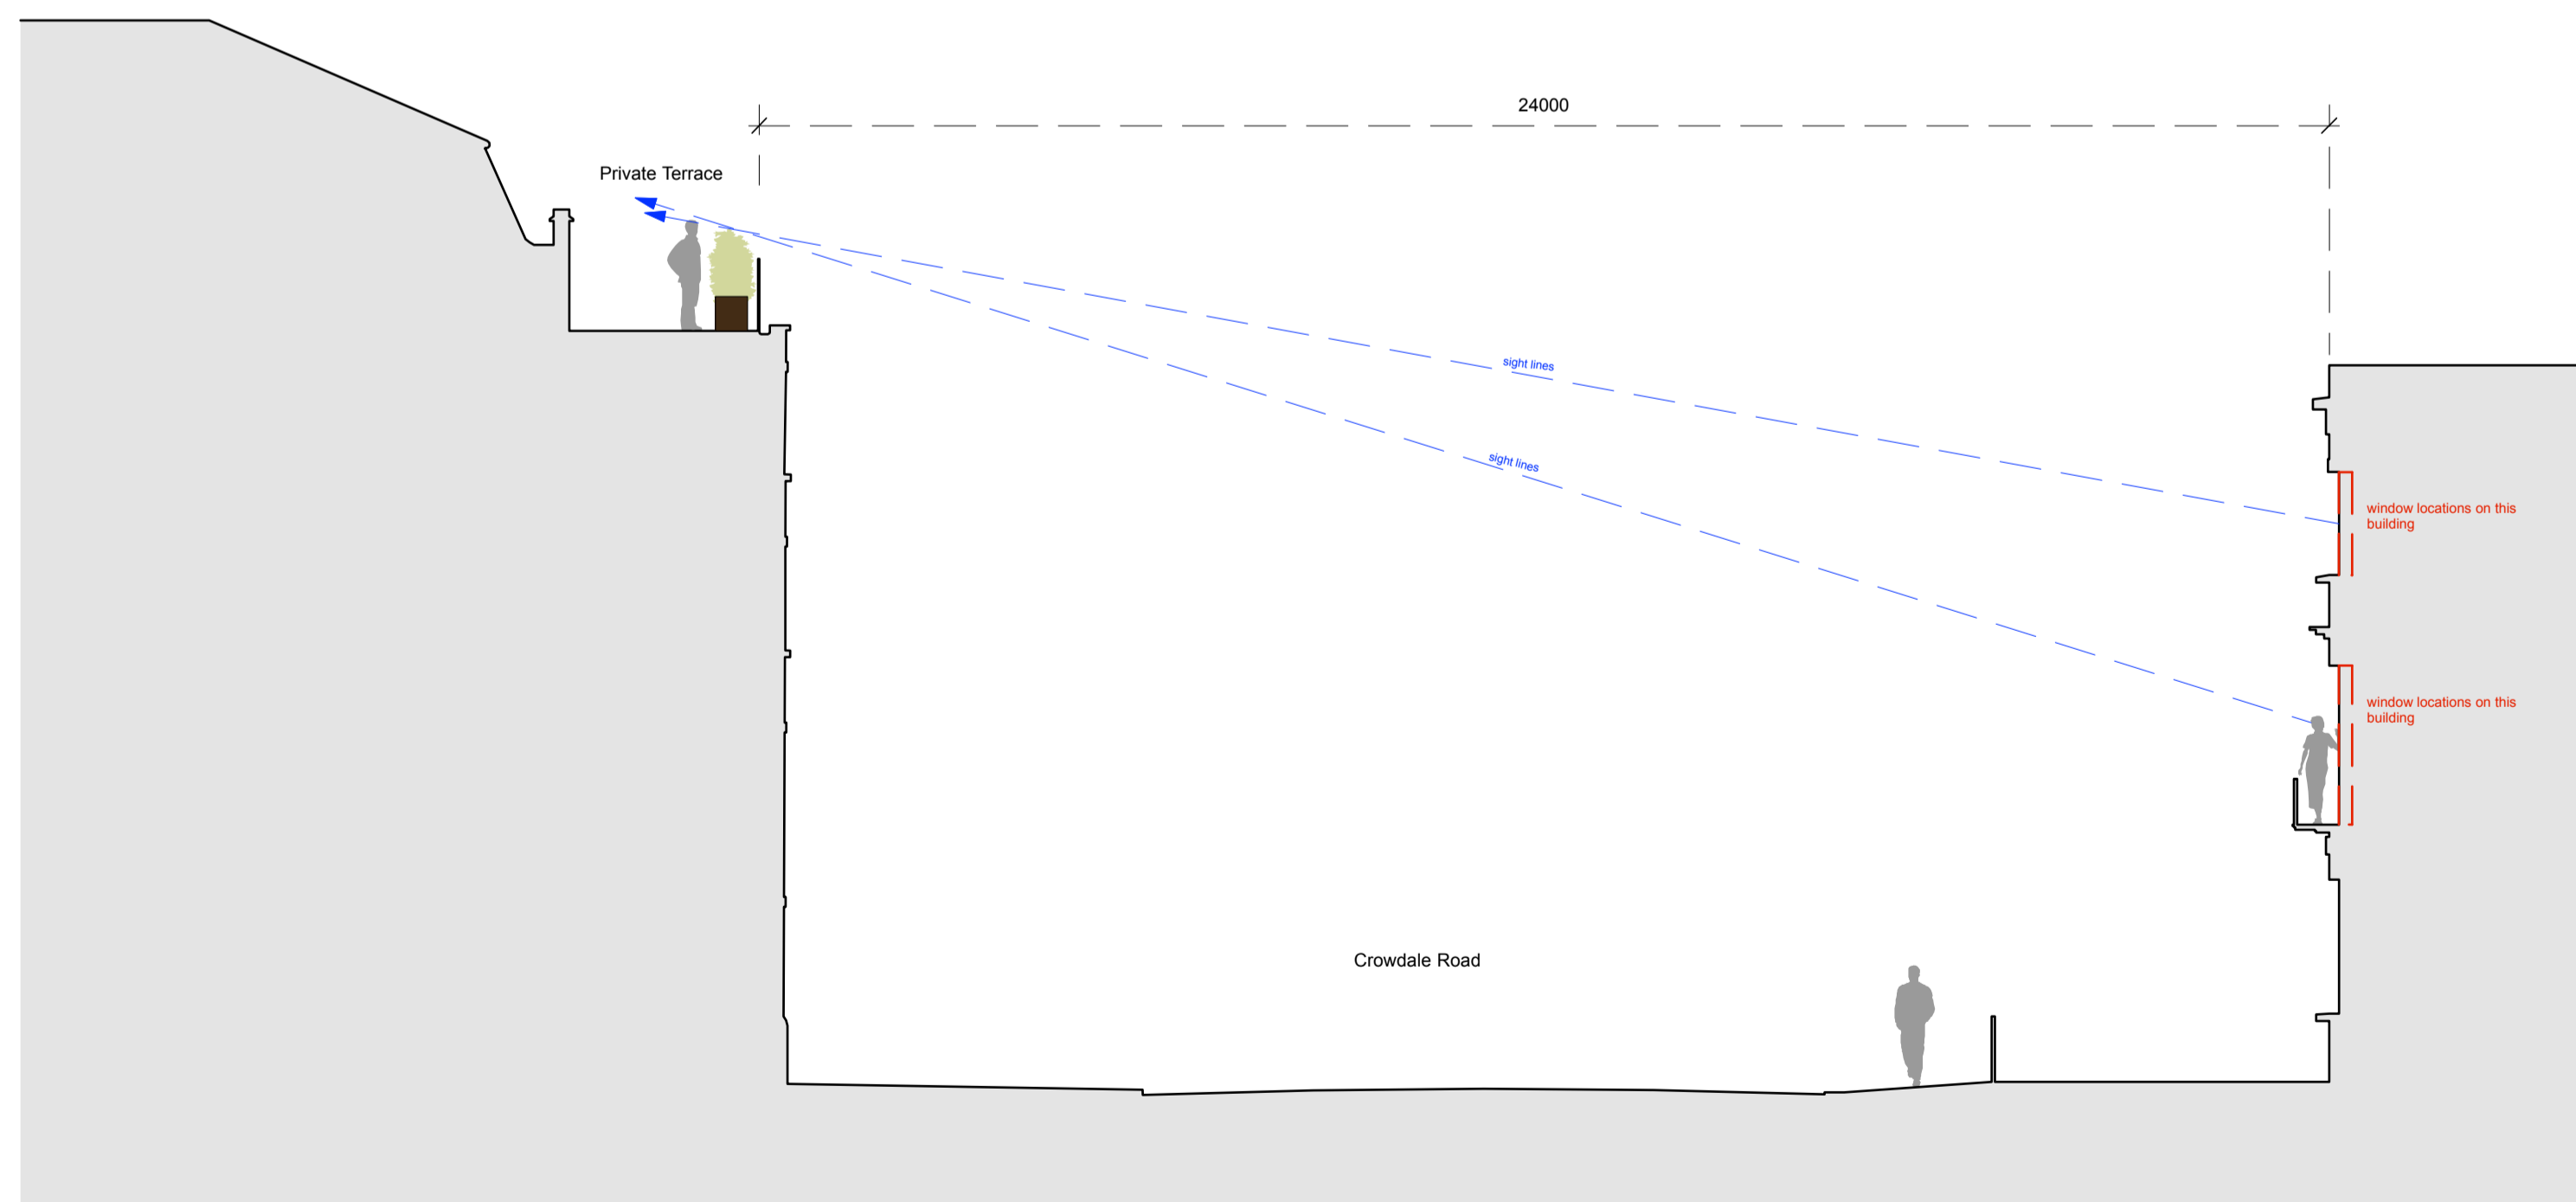 24000
Private Terrace
sight lines
sight lines
window locations on this
building
window locations on this
building
Crowdale Road